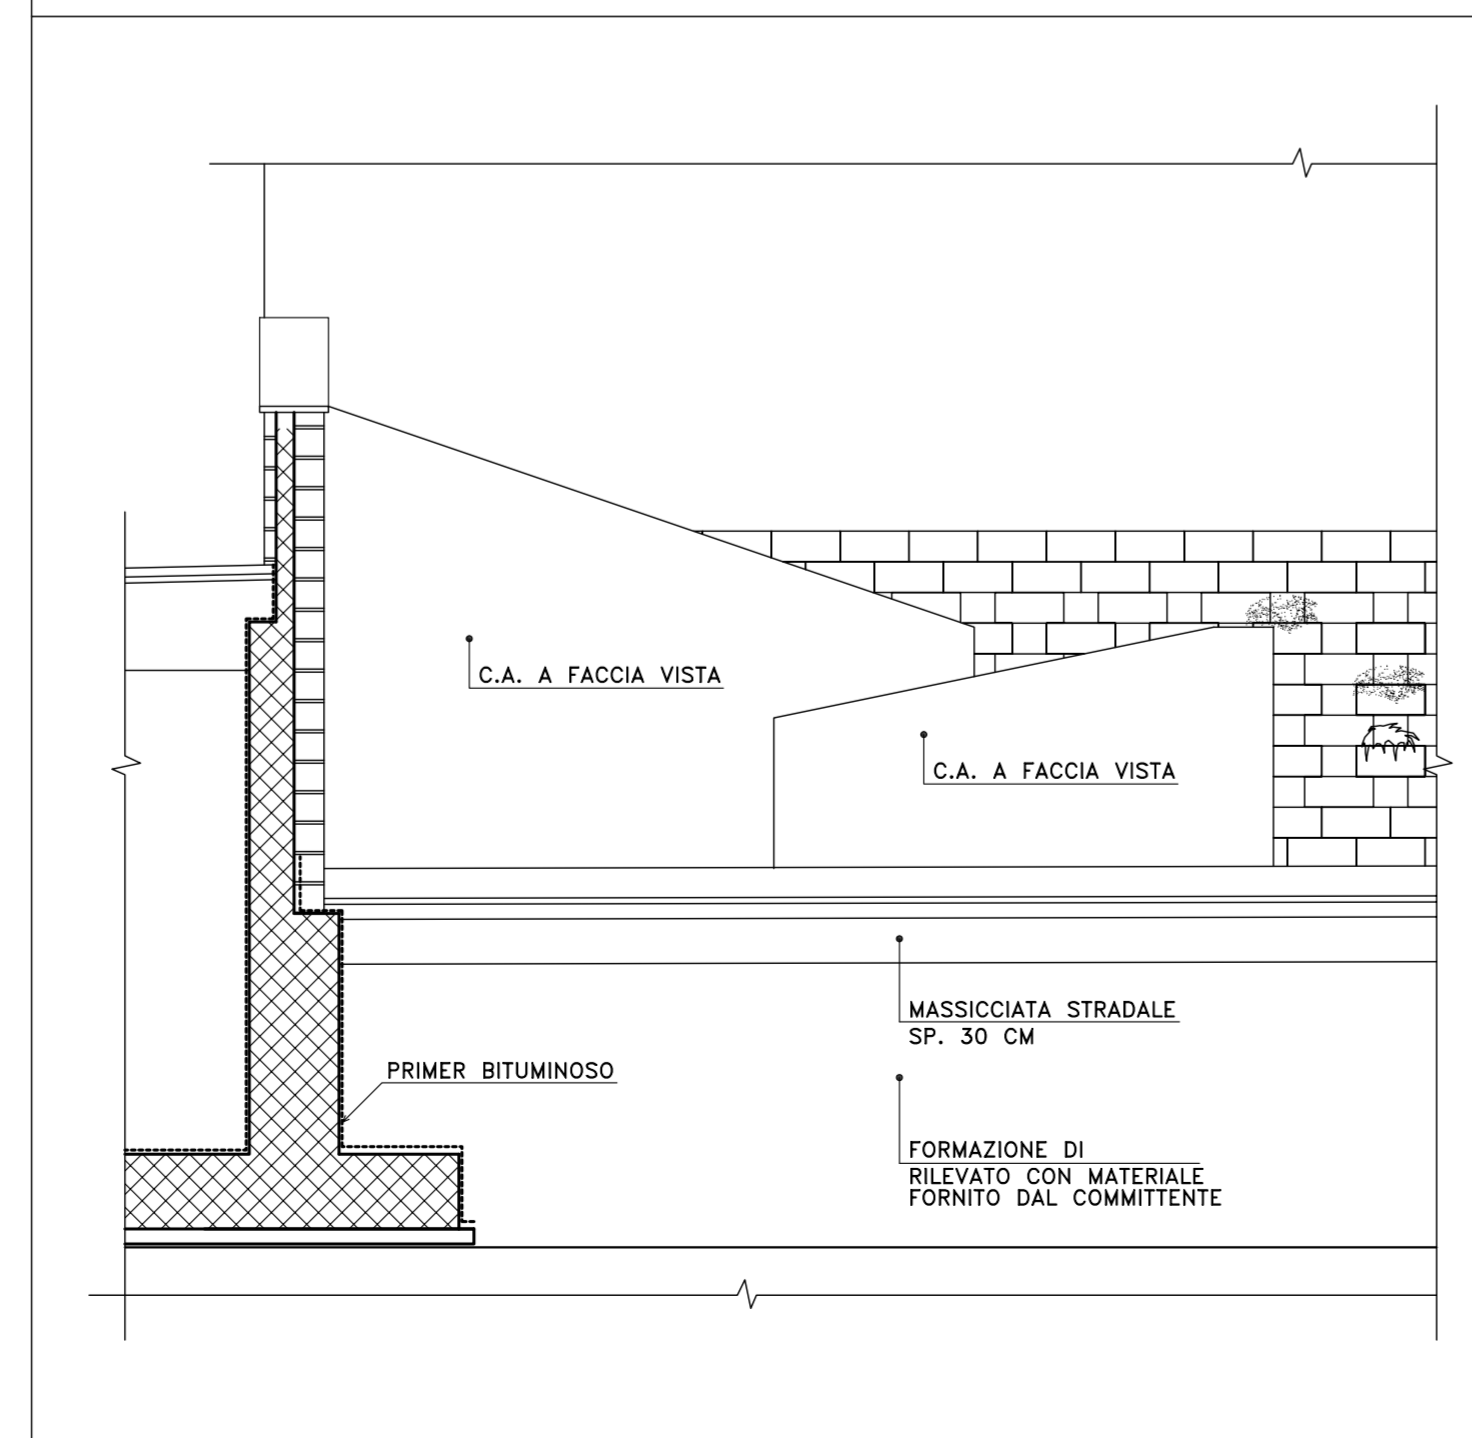 C.A. A FACCIA VISTA
C.A. A FACCIA VISTA
MASSICCIATA STRADALE
SP. 30 CM
PRIMER BITUMINOSO
FORMAZIONE DI
RILEVATO CON MATERIALE
FORNITO DAL COMMITTENTE